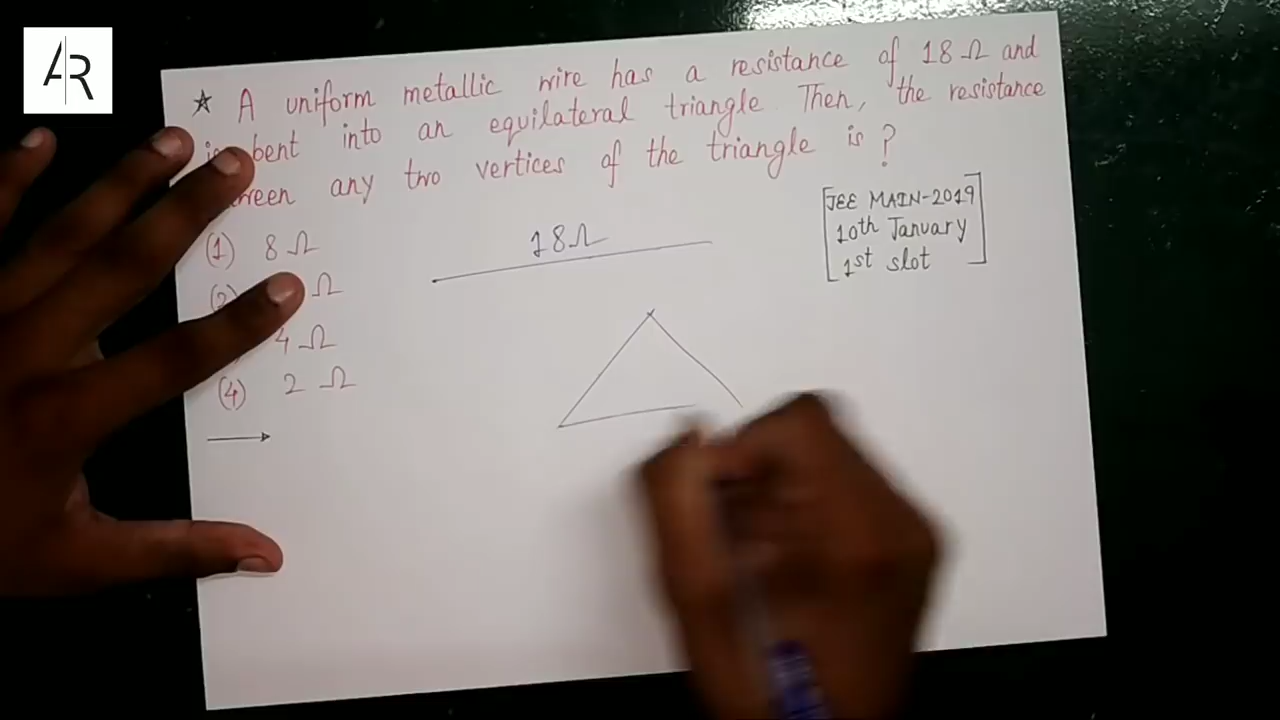 AR
☆ A uniform metallic wire has a resistance of 18 Ω and
bent into an equilateral triangle Then, the resistance
any two vertices of the triangle is ?
[JEE MAIN-2019
10th January
1st slot]
(1) 8 Ω
18Ω
Ω
4 Ω
(4) 2 Ω